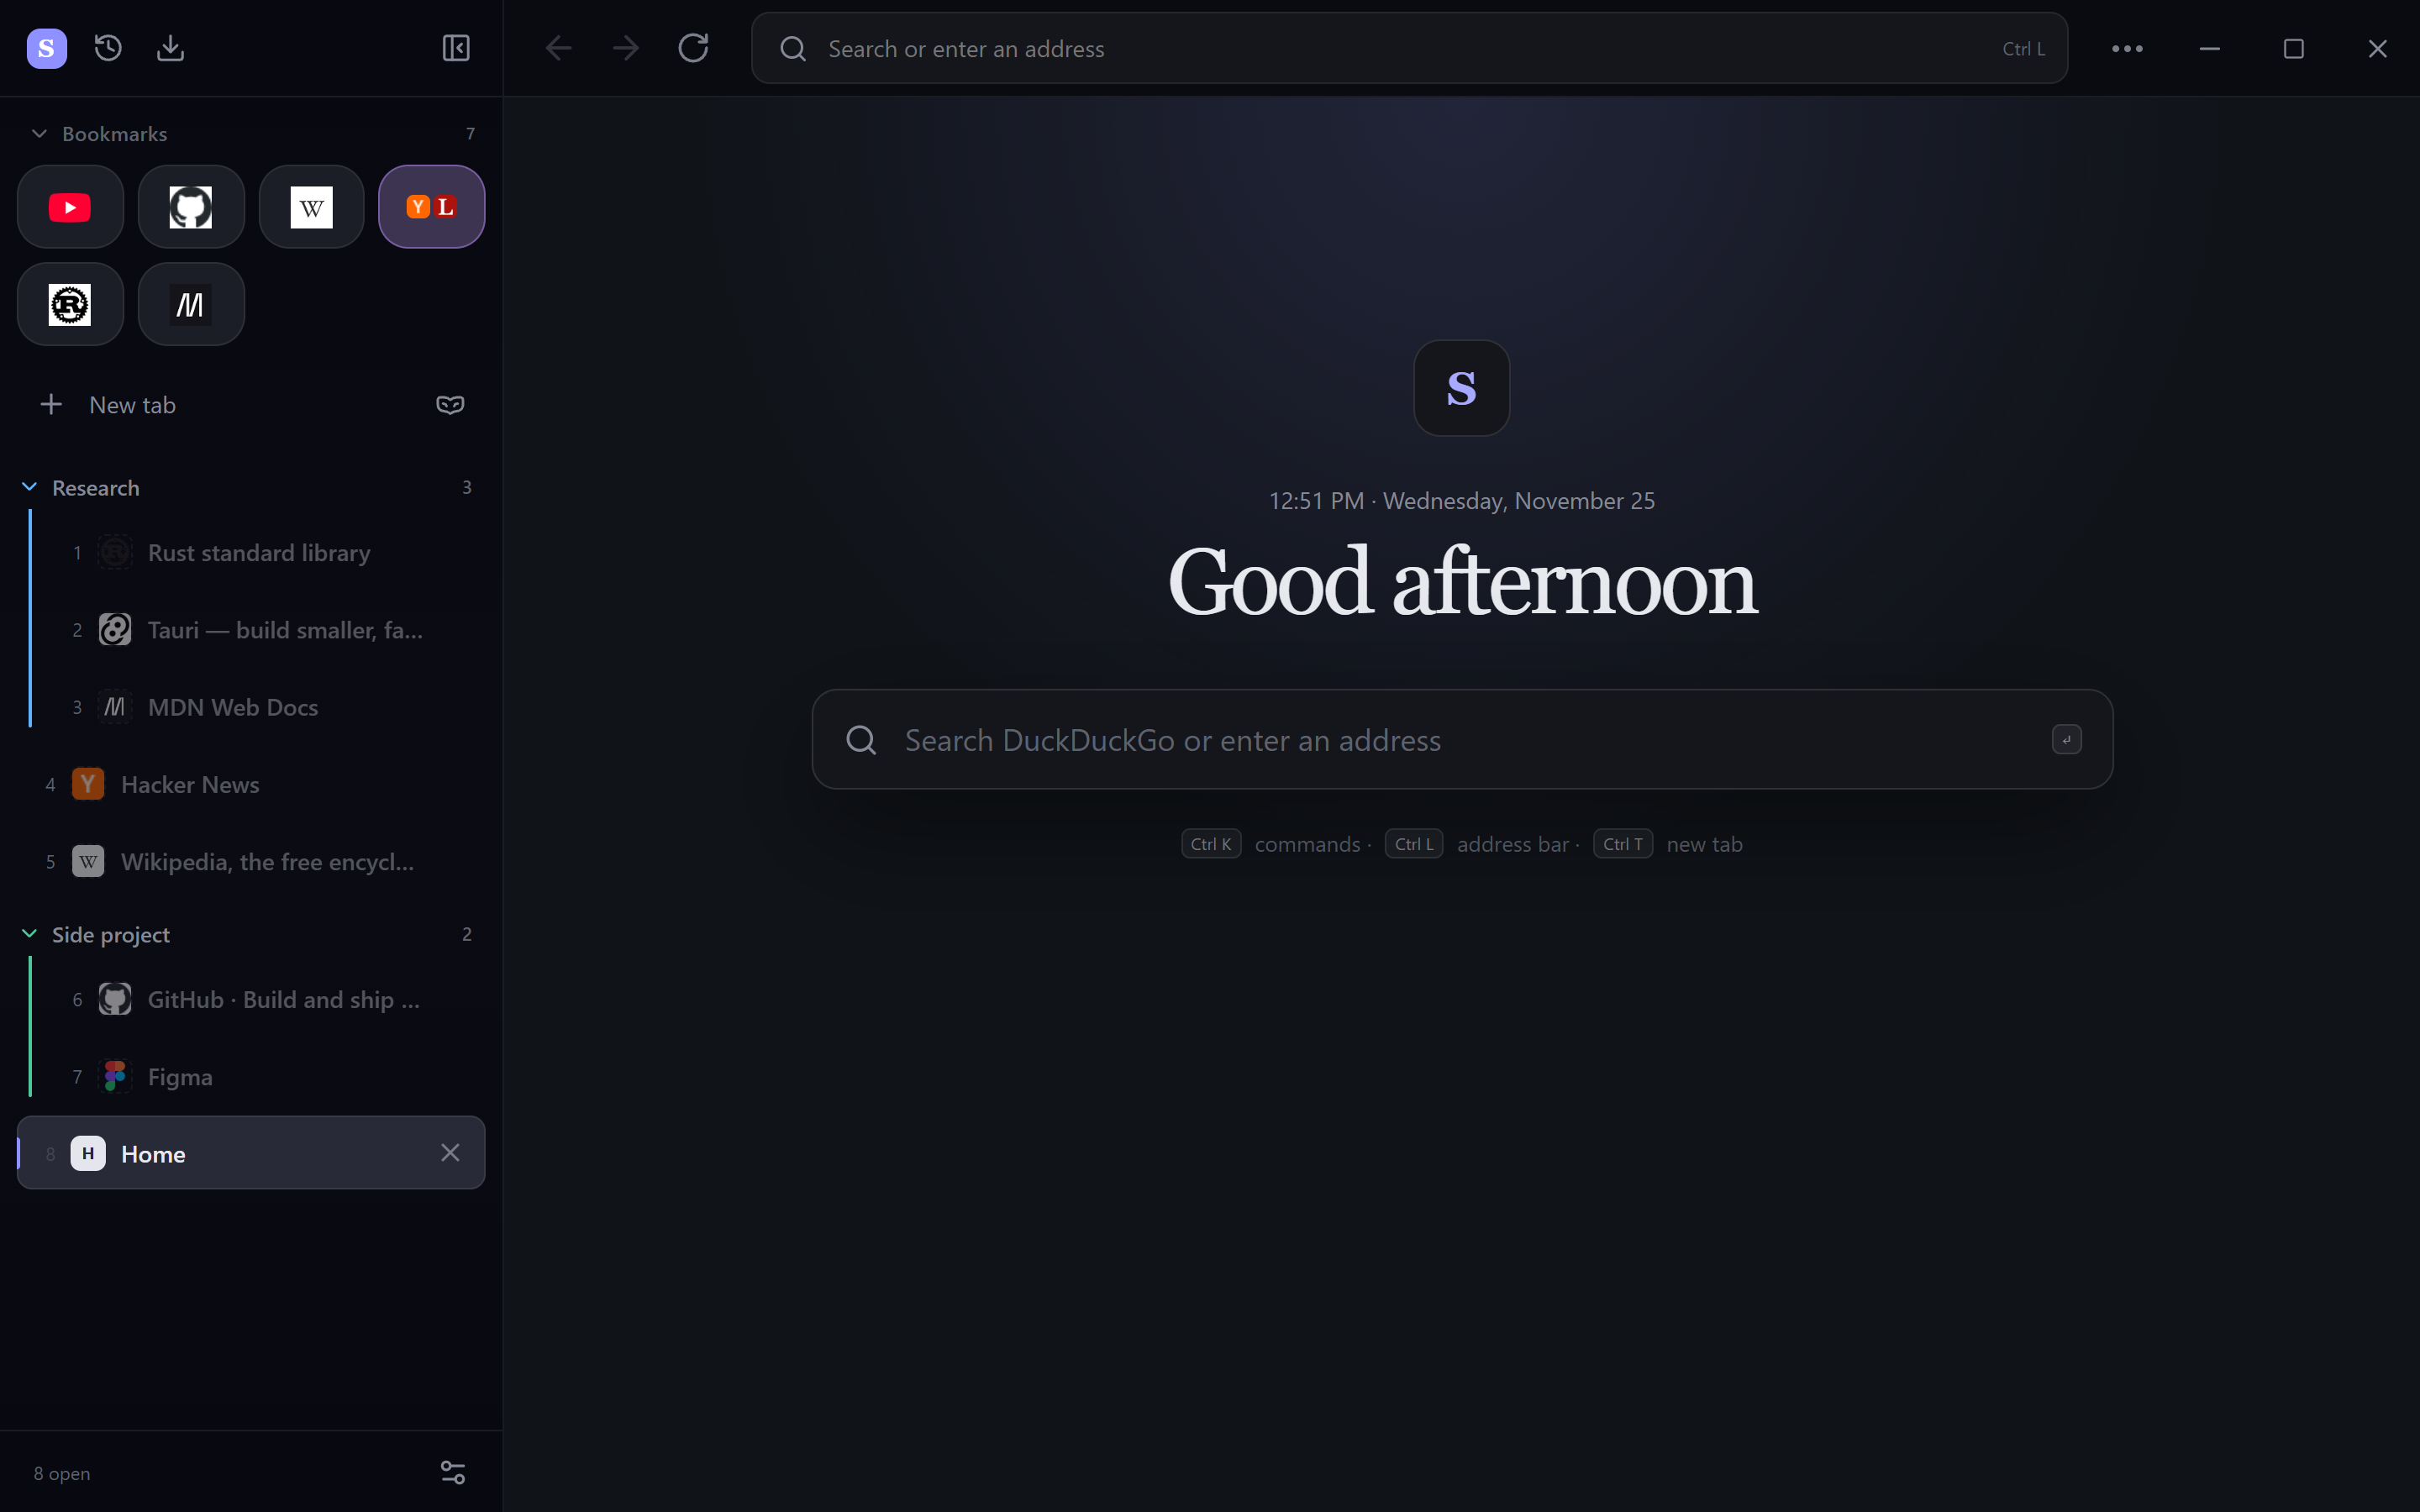 S
Search or enter an address
Ctrl L
Bookmarks
7
W
Y L
R
New tab
S
Research
3
12:51 PM · Wednesday, November 25
1 Rust standard library
Good afternoon
2 Tauri — build smaller, fa...
3 MDN Web Docs
Search DuckDuckGo or enter an address
4 Y Hacker News
Ctrl K commands · Ctrl L address bar · Ctrl T new tab
5 W Wikipedia, the free encycl...
Side project
2
6 GitHub · Build and ship ...
7 Figma
8 H Home
8 open